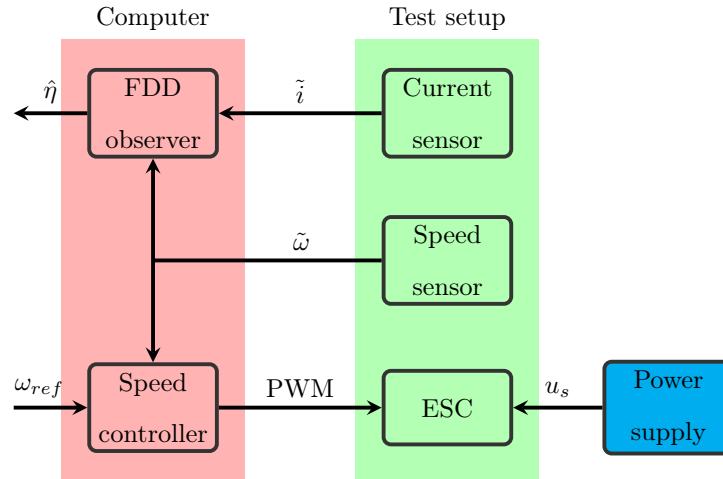 Computer
Test setup
η̂
FDD
observer
ĩ
Current
sensor
ω̃
Speed
sensor
ω_ref
Speed
controller
PWM
ESC
u_s
Power
supply